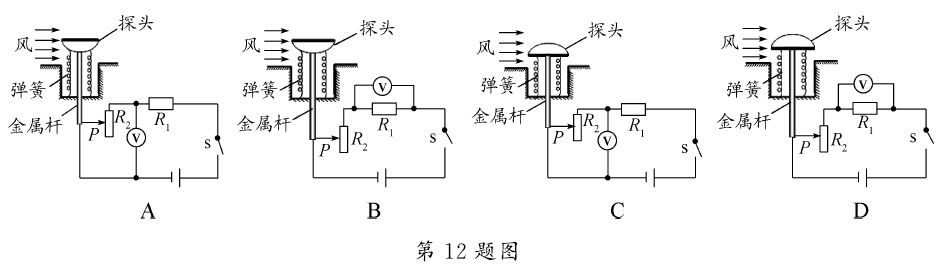 风 探头 弹簧 金属杆 P R₂ V R₁ S
A
风 探头 弹簧 金属杆 V R₁ P R₂ S
B
风 探头 弹簧 金属杆 P R₂ V R₁ S
C
风 探头 弹簧 金属杆 V R₁ P R₂ S
D
第12题图